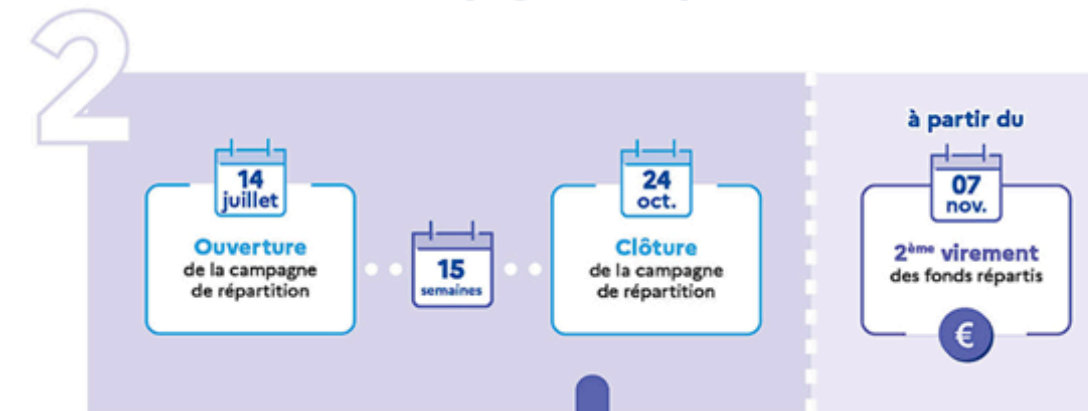 2
14
juillet
Ouverture
de la campagne
de répartition
15
semaines
24
oct.
Clôture
de la campagne
de répartition
à partir du
07
nov.
2ème virement
des fonds répartis
€